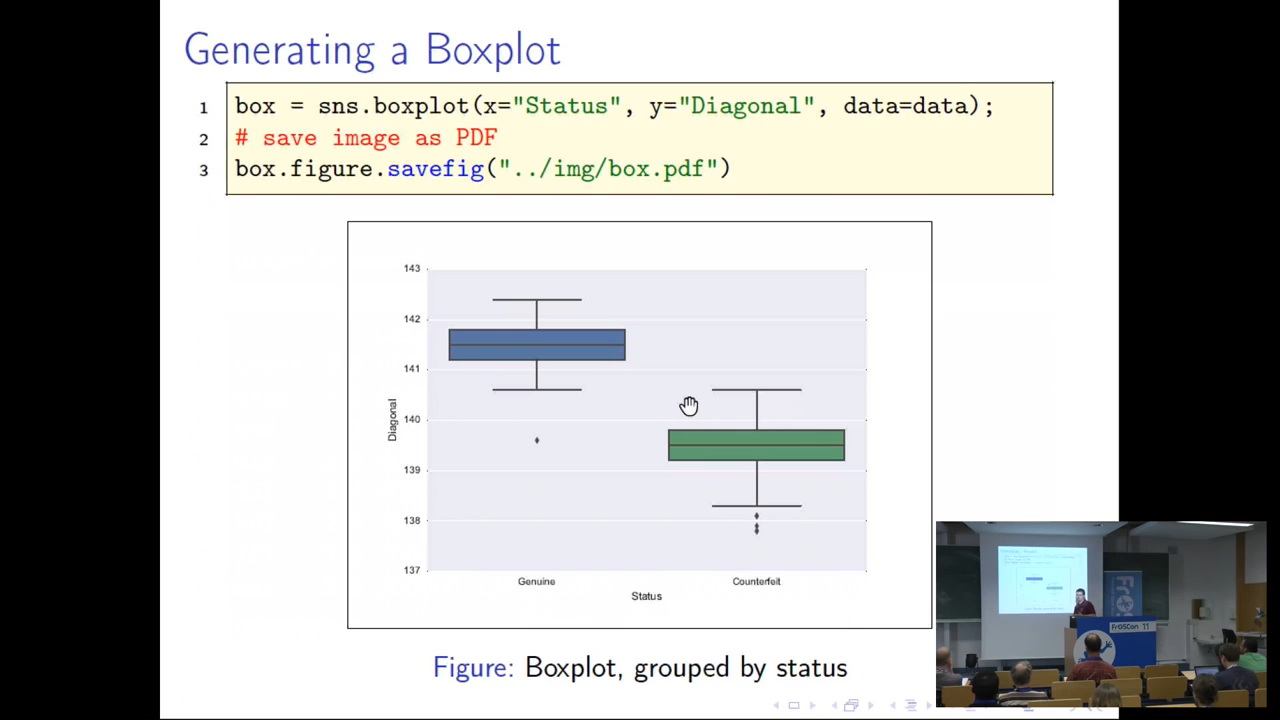 Generating a Boxplot
1 box = sns.boxplot(x="Status", y="Diagonal", data=data);
2 # save image as PDF
3 box.figure.savefig("../img/box.pdf")
143
142
141
140
139
138
137
Diagonal
Genuine Counterfeit
Status
Figure: Boxplot, grouped by status
FrOSCon 11